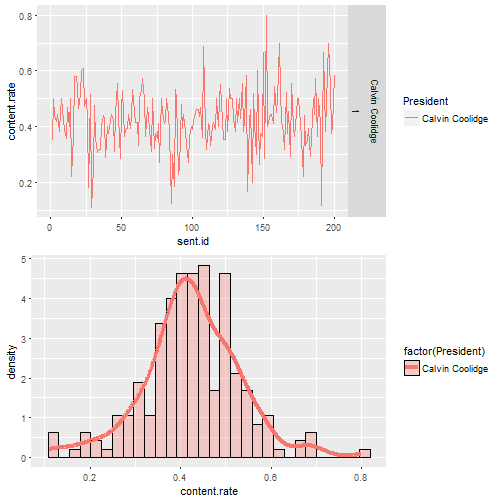 content.rate
0.8
0.6
0.4
0.2
0
50
100
150
200
sent.id
Calvin Coolidge
1
President
Calvin Coolidge
density
5
4
3
2
1
0
0.2
0.4
0.6
0.8
content.rate
factor(President)
Calvin Coolidge